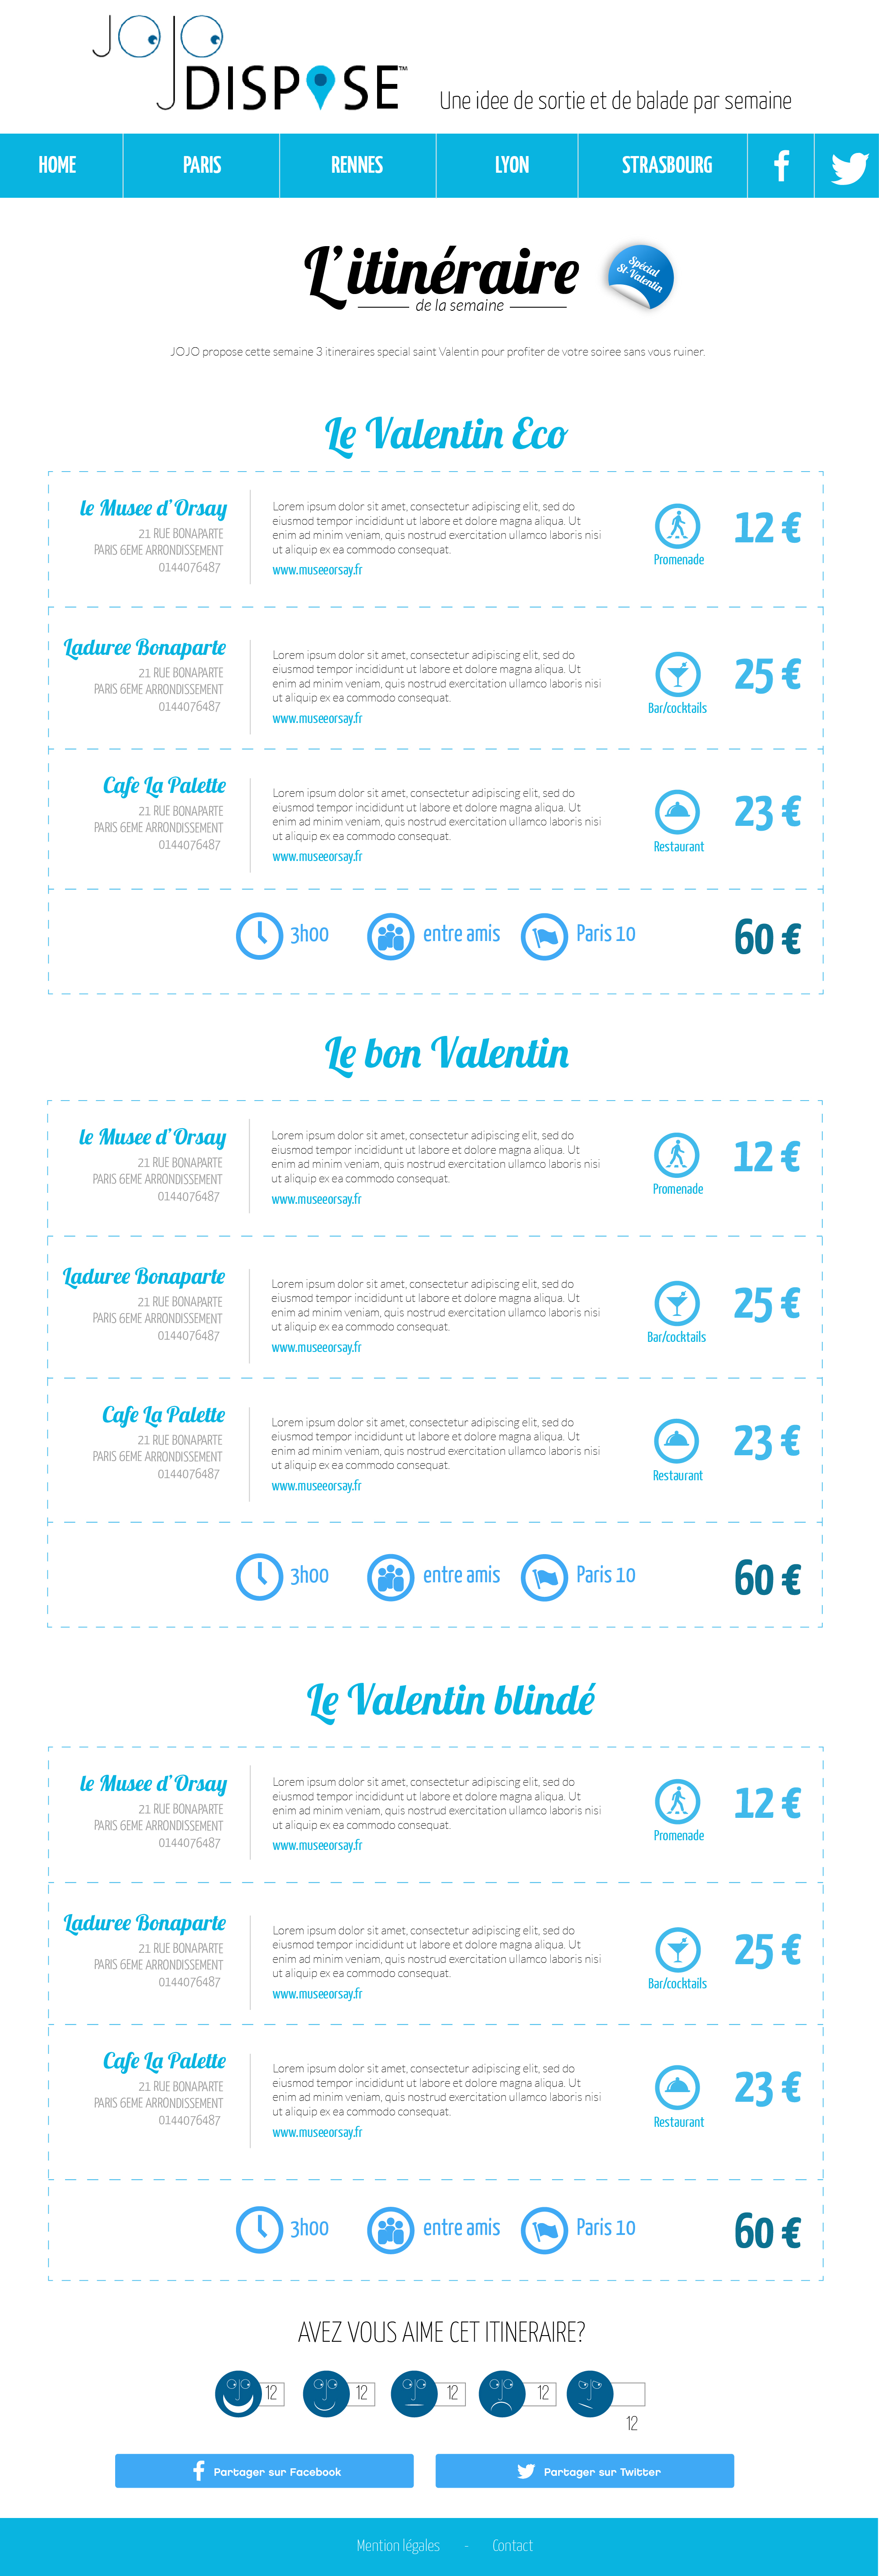 JOJO
DISPOSE™
Une idee de sortie et de balade par semaine
HOME PARIS RENNES LYON STRASBOURG
L'itinéraire
de la semaine
Spécial
St-Valentin
JOJO propose cette semaine 3 itineraires special saint Valentin pour profiter de votre soiree sans vous ruiner.
Le Valentin Eco
le Musee d'Orsay
21 RUE BONAPARTE
PARIS 6EME ARRONDISSEMENT
0144076487
Lorem ipsum dolor sit amet, consectetur adipiscing elit, sed do
eiusmod tempor incididunt ut labore et dolore magna aliqua. Ut
enim ad minim veniam, quis nostrud exercitation ullamco laboris nisi
ut aliquip ex ea commodo consequat.
www.museeorsay.fr
Promenade
12 €
Laduree Bonaparte
21 RUE BONAPARTE
PARIS 6EME ARRONDISSEMENT
0144076487
Lorem ipsum dolor sit amet, consectetur adipiscing elit, sed do
eiusmod tempor incididunt ut labore et dolore magna aliqua. Ut
enim ad minim veniam, quis nostrud exercitation ullamco laboris nisi
ut aliquip ex ea commodo consequat.
www.museeorsay.fr
Bar/cocktails
25 €
Cafe La Palette
21 RUE BONAPARTE
PARIS 6EME ARRONDISSEMENT
0144076487
Lorem ipsum dolor sit amet, consectetur adipiscing elit, sed do
eiusmod tempor incididunt ut labore et dolore magna aliqua. Ut
enim ad minim veniam, quis nostrud exercitation ullamco laboris nisi
ut aliquip ex ea commodo consequat.
www.museeorsay.fr
Restaurant
23 €
3h00 entre amis Paris 10 60 €
Le bon Valentin
le Musee d'Orsay
21 RUE BONAPARTE
PARIS 6EME ARRONDISSEMENT
0144076487
Lorem ipsum dolor sit amet, consectetur adipiscing elit, sed do
eiusmod tempor incididunt ut labore et dolore magna aliqua. Ut
enim ad minim veniam, quis nostrud exercitation ullamco laboris nisi
ut aliquip ex ea commodo consequat.
www.museeorsay.fr
Promenade
12 €
Laduree Bonaparte
21 RUE BONAPARTE
PARIS 6EME ARRONDISSEMENT
0144076487
Lorem ipsum dolor sit amet, consectetur adipiscing elit, sed do
eiusmod tempor incididunt ut labore et dolore magna aliqua. Ut
enim ad minim veniam, quis nostrud exercitation ullamco laboris nisi
ut aliquip ex ea commodo consequat.
www.museeorsay.fr
Bar/cocktails
25 €
Cafe La Palette
21 RUE BONAPARTE
PARIS 6EME ARRONDISSEMENT
0144076487
Lorem ipsum dolor sit amet, consectetur adipiscing elit, sed do
eiusmod tempor incididunt ut labore et dolore magna aliqua. Ut
enim ad minim veniam, quis nostrud exercitation ullamco laboris nisi
ut aliquip ex ea commodo consequat.
www.museeorsay.fr
Restaurant
23 €
3h00 entre amis Paris 10 60 €
Le Valentin blindé
le Musee d'Orsay
21 RUE BONAPARTE
PARIS 6EME ARRONDISSEMENT
0144076487
Lorem ipsum dolor sit amet, consectetur adipiscing elit, sed do
eiusmod tempor incididunt ut labore et dolore magna aliqua. Ut
enim ad minim veniam, quis nostrud exercitation ullamco laboris nisi
ut aliquip ex ea commodo consequat.
www.museeorsay.fr
Promenade
12 €
Laduree Bonaparte
21 RUE BONAPARTE
PARIS 6EME ARRONDISSEMENT
0144076487
Lorem ipsum dolor sit amet, consectetur adipiscing elit, sed do
eiusmod tempor incididunt ut labore et dolore magna aliqua. Ut
enim ad minim veniam, quis nostrud exercitation ullamco laboris nisi
ut aliquip ex ea commodo consequat.
www.museeorsay.fr
Bar/cocktails
25 €
Cafe La Palette
21 RUE BONAPARTE
PARIS 6EME ARRONDISSEMENT
0144076487
Lorem ipsum dolor sit amet, consectetur adipiscing elit, sed do
eiusmod tempor incididunt ut labore et dolore magna aliqua. Ut
enim ad minim veniam, quis nostrud exercitation ullamco laboris nisi
ut aliquip ex ea commodo consequat.
www.museeorsay.fr
Restaurant
23 €
3h00 entre amis Paris 10 60 €
AVEZ VOUS AIME CET ITINERAIRE?
12 12 12 12
12
Partager sur Facebook Partager sur Twitter
Mention légales - Contact